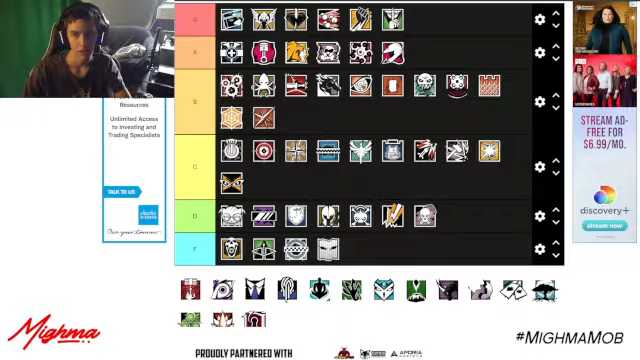 S
A
B
C
D
F
Resources
Unlimited Access
to Investing and
Trading Specialists
TALK TO US
STREAM AD-
FREE FOR
$6.99/MO.
discovery+
stream now
Mighma
PROUDLY PARTNERED WITH
APORIA
#MIGHMAMOB